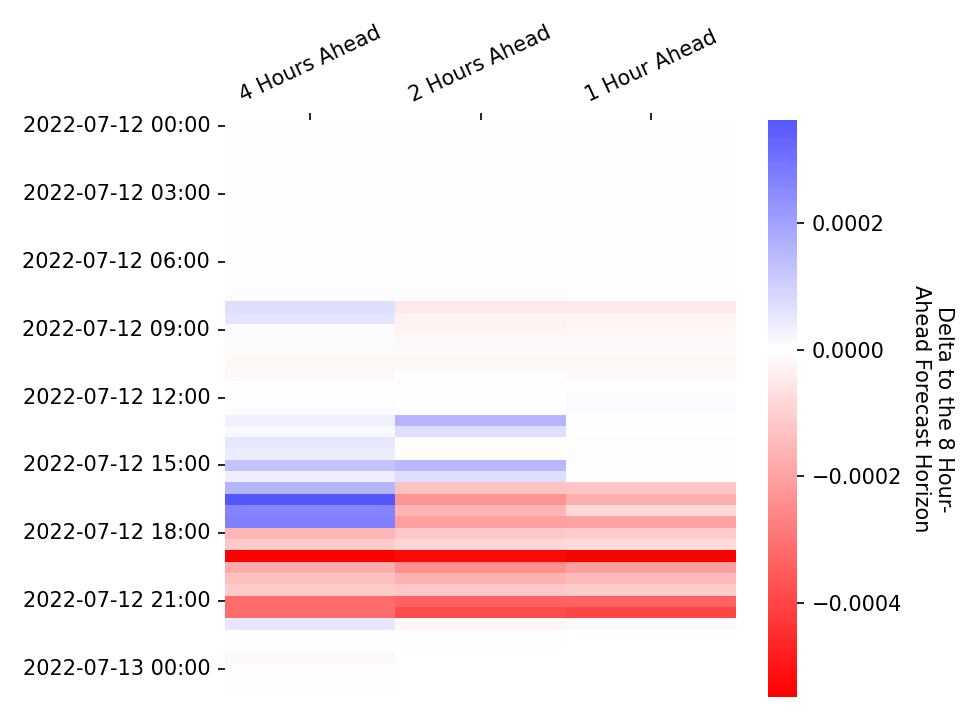 4 Hours Ahead
2 Hours Ahead
1 Hour Ahead
2022-07-12 00:00
2022-07-12 03:00
2022-07-12 06:00
2022-07-12 09:00
2022-07-12 12:00
2022-07-12 15:00
2022-07-12 18:00
2022-07-12 21:00
2022-07-13 00:00
0.0002
0.0000
−0.0002
−0.0004
Delta to the 8 Hour-
Ahead Forecast Horizon